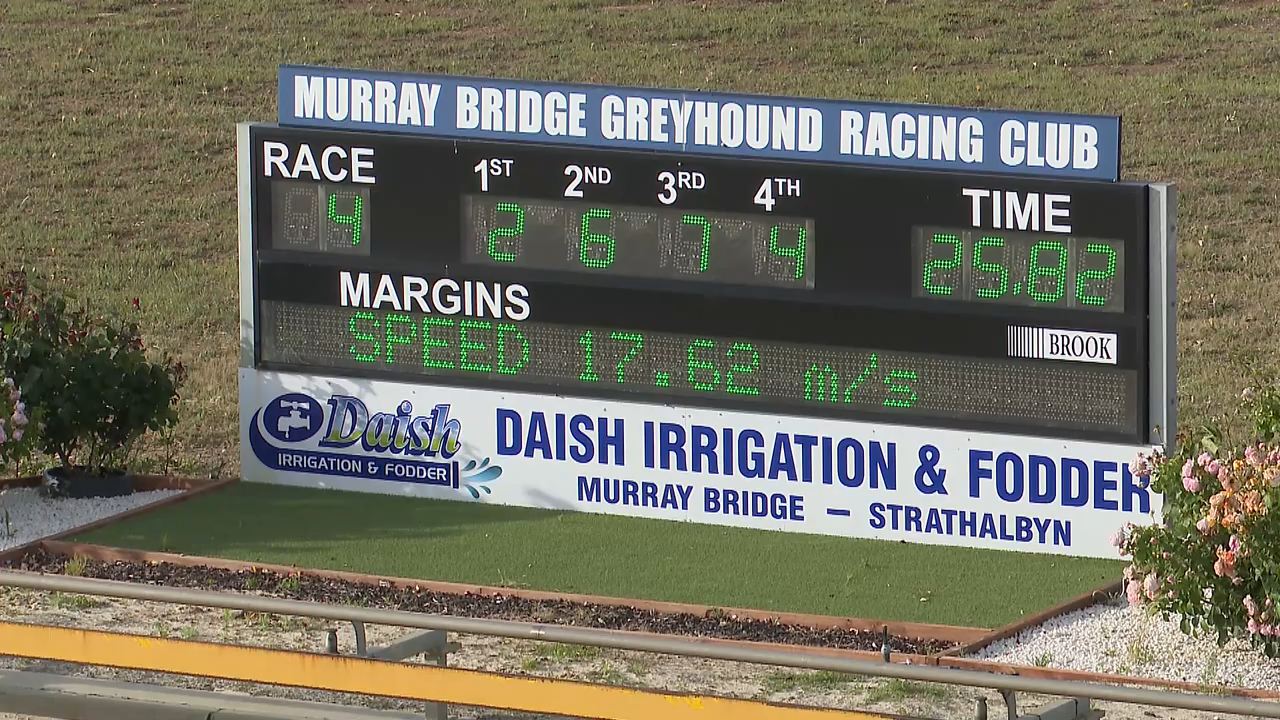 MURRAY BRIDGE GREYHOUND RACING CLUB
RACE 1ST 2ND 3RD 4TH TIME
4 2 6 7 4 25.82
MARGINS
SPEED 17.62 m/s
BROOK
Daish
IRRIGATION & FODDER
DAISH IRRIGATION & FODDER
MURRAY BRIDGE – STRATHALBYN